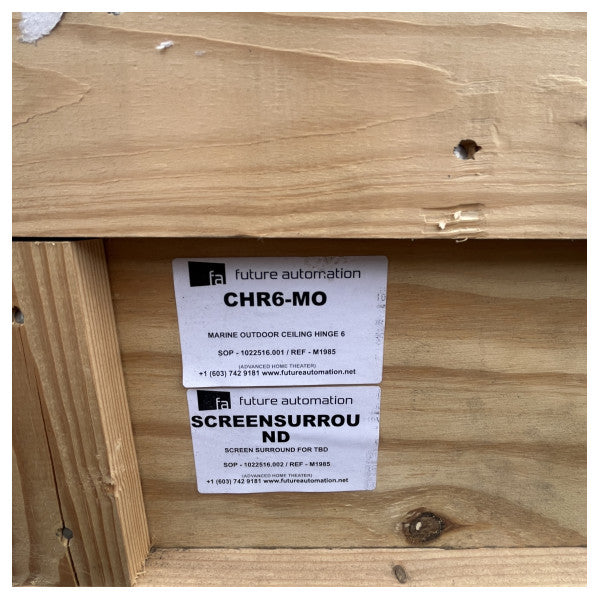 fa future automation
CHR6-MO
MARINE OUTDOOR CEILING HINGE 6
SOP - 1022516.001 / REF - M1985
(ADVANCED HOME THEATER)
+1 (603) 742 9181 www.futureautomation.net
fa future automation
SCREENSURROU
ND
SCREEN SURROUND FOR TBD
SOP - 1022516.002 / REF - M1985
(ADVANCED HOME THEATER)
+1 (603) 742 9181 www.futureautomation.net